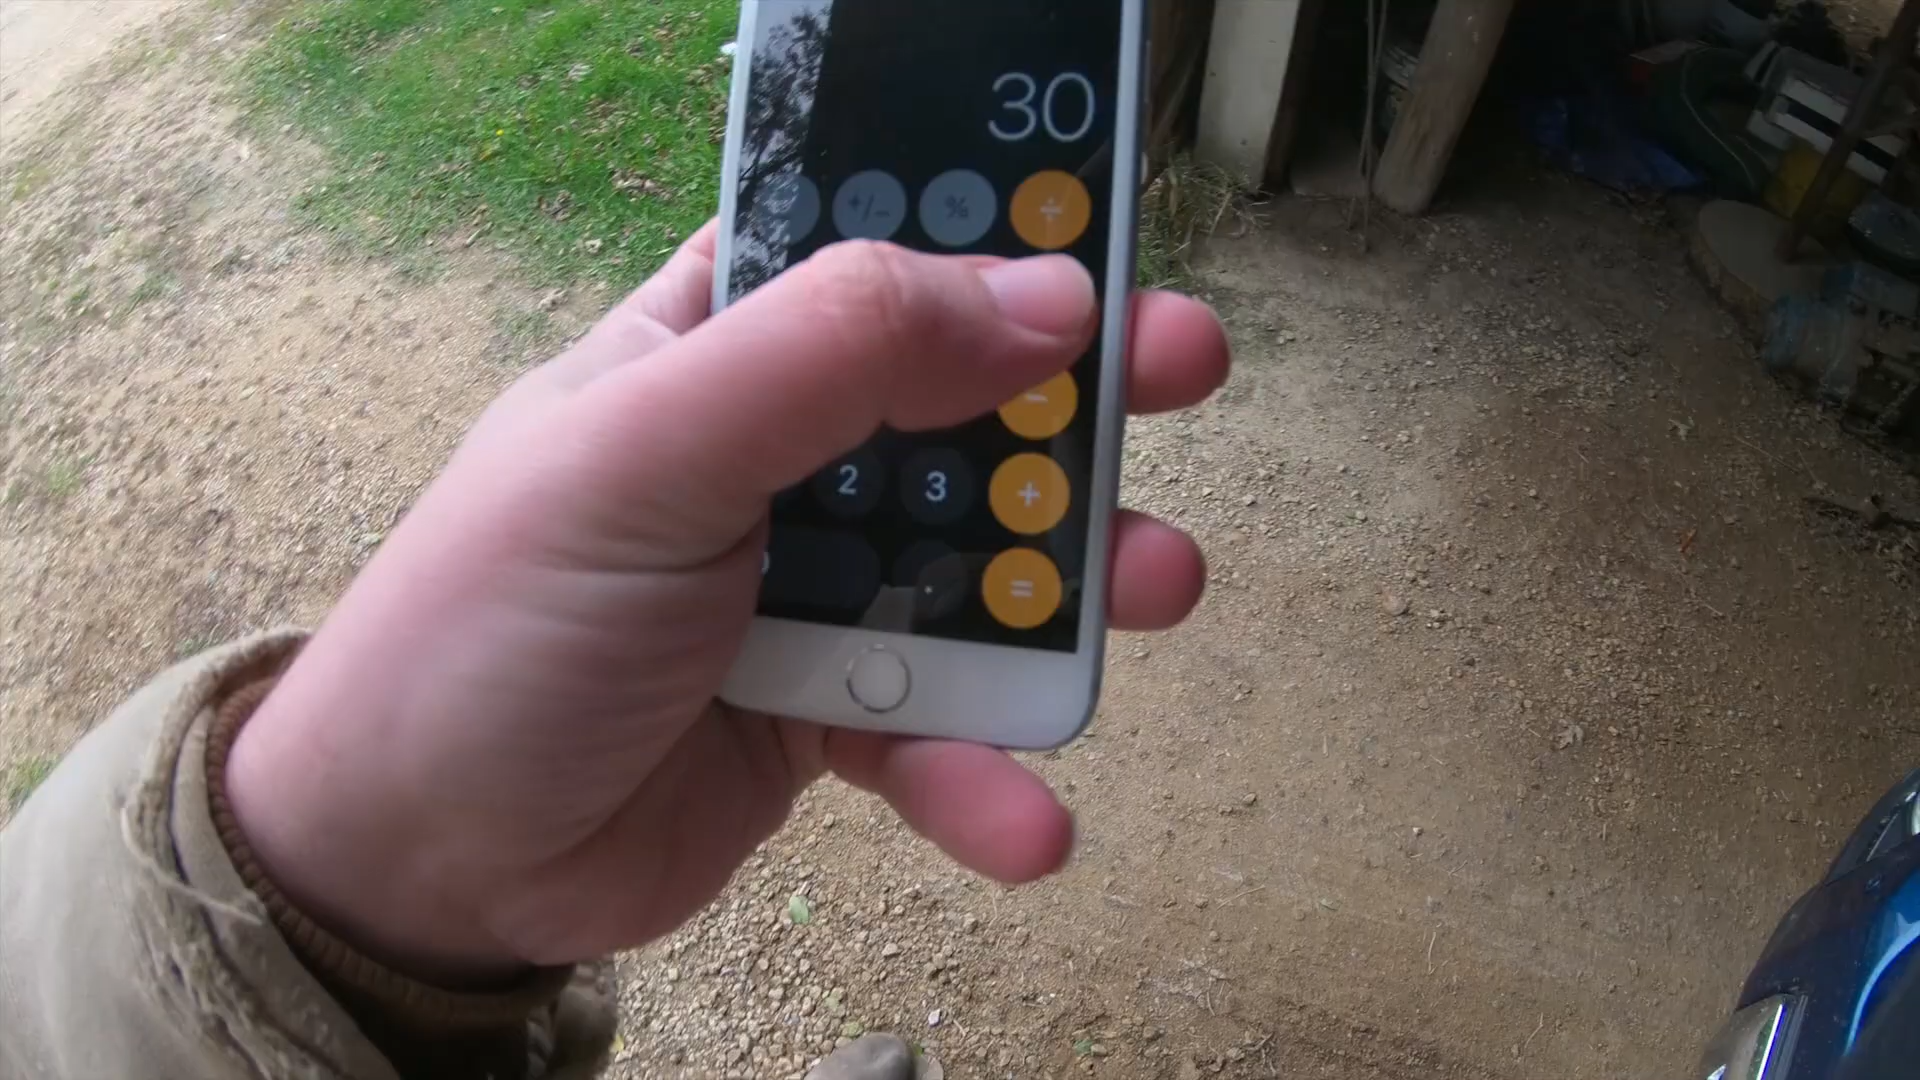 30
+/- % ÷
-
2 3 +
. =